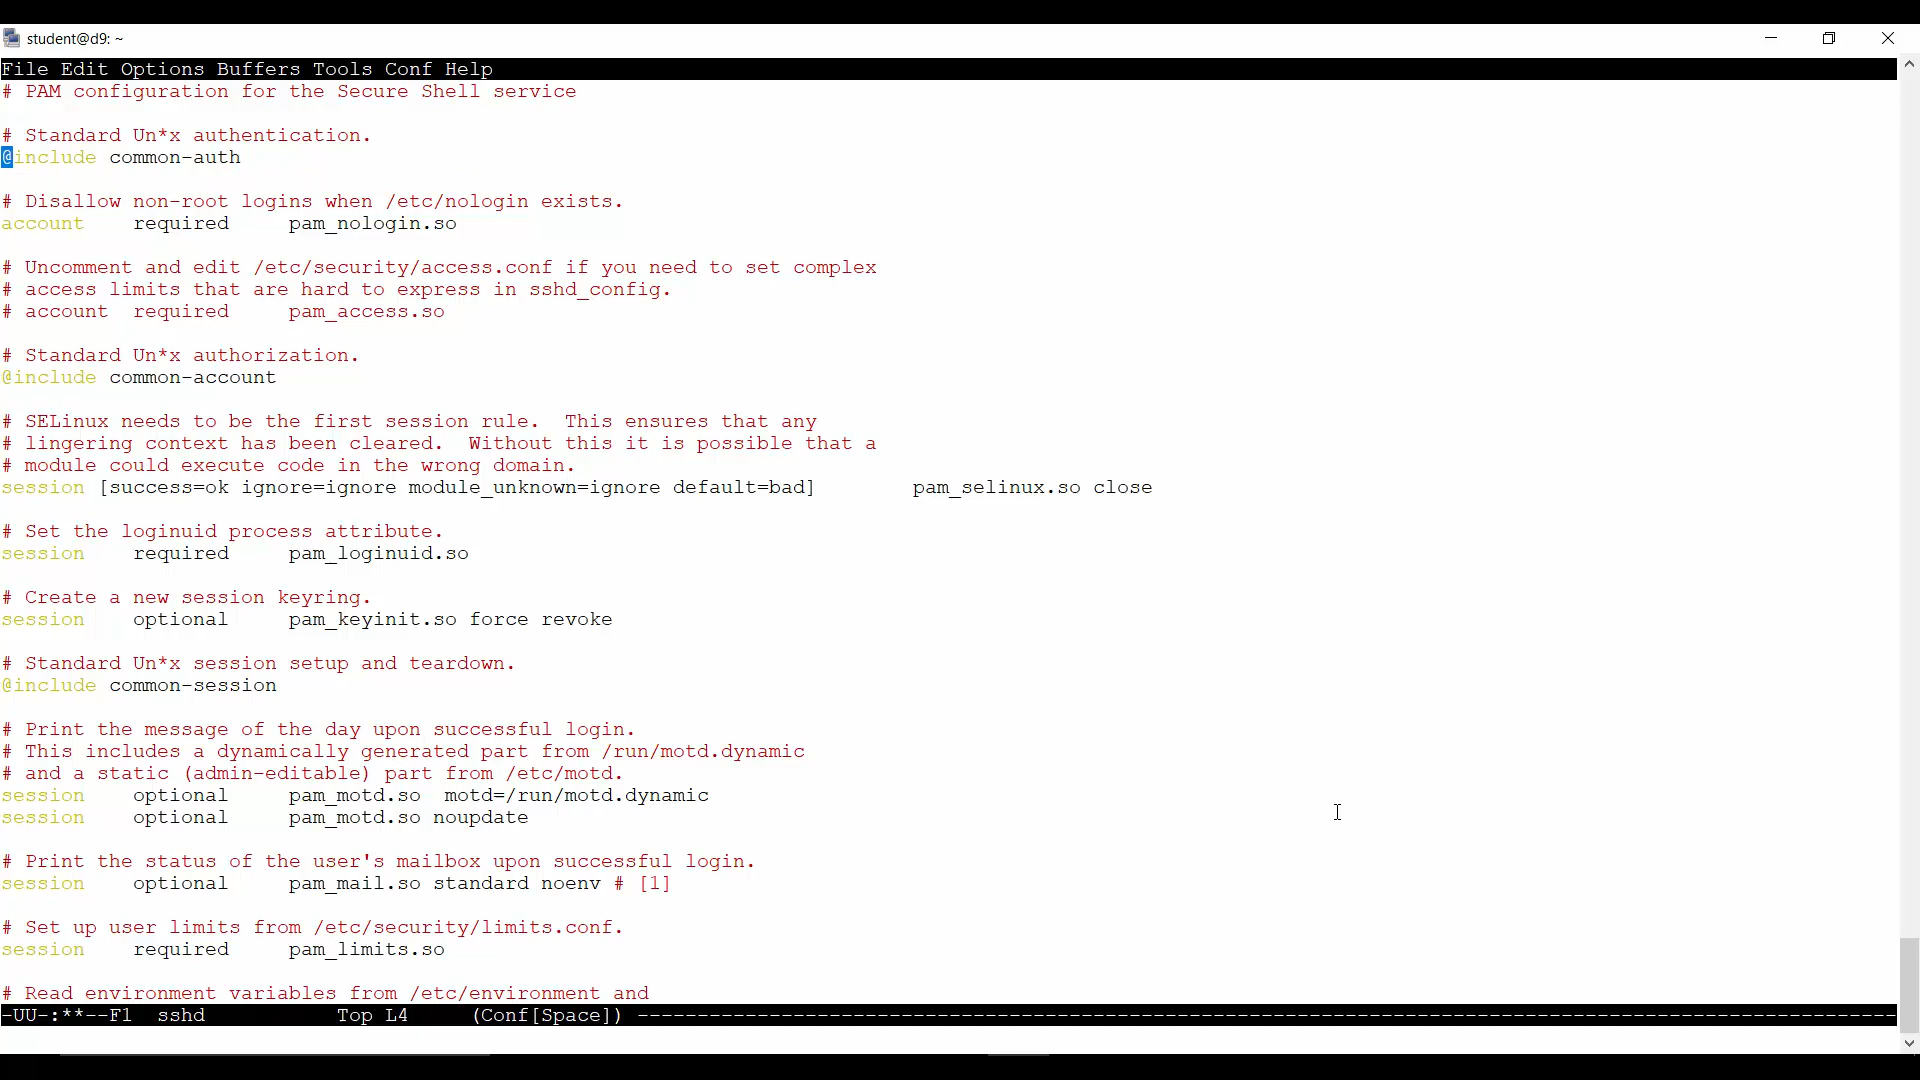 student@d9: ~
File Edit Options Buffers Tools Conf Help
# PAM configuration for the Secure Shell service
# Standard Un*x authentication.
@include common-auth
# Disallow non-root logins when /etc/nologin exists.
account    required     pam_nologin.so
# Uncomment and edit /etc/security/access.conf if you need to set complex
# access limits that are hard to express in sshd_config.
# account  required     pam_access.so
# Standard Un*x authorization.
@include common-account
# SELinux needs to be the first session rule.  This ensures that any
# lingering context has been cleared.  Without this it is possible that a
# module could execute code in the wrong domain.
session [success=ok ignore=ignore module_unknown=ignore default=bad]        pam_selinux.so close
# Set the loginuid process attribute.
session    required     pam_loginuid.so
# Create a new session keyring.
session    optional     pam_keyinit.so force revoke
# Standard Un*x session setup and teardown.
@include common-session
# Print the message of the day upon successful login.
# This includes a dynamically generated part from /run/motd.dynamic
# and a static (admin-editable) part from /etc/motd.
session    optional     pam_motd.so  motd=/run/motd.dynamic
session    optional     pam_motd.so noupdate
# Print the status of the user's mailbox upon successful login.
session    optional     pam_mail.so standard noenv # [1]
# Set up user limits from /etc/security/limits.conf.
session    required     pam_limits.so
# Read environment variables from /etc/environment and
-UU-:**--F1  sshd           Top L4     (Conf[Space]) ----------------------------------------------------------------------------------------------------------